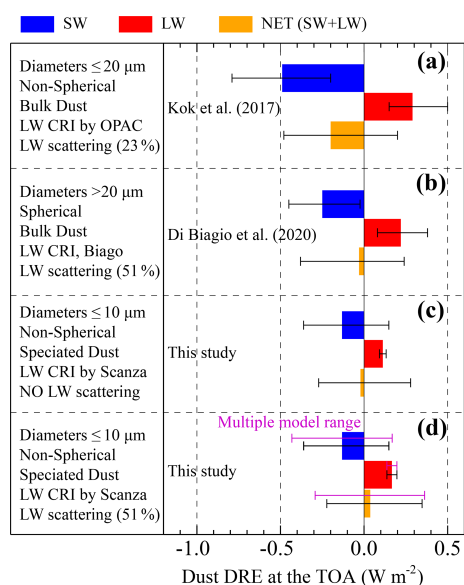 SW LW NET (SW+LW)
Diameters ≤ 20 μm
Non-Spherical
Bulk Dust
LW CRI by OPAC
LW scattering (23 %)
Kok et al. (2017)
(a)
Diameters >20 μm
Spherical
Bulk Dust
LW CRI, Biago
LW scattering (51 %)
Di Biagio et al. (2020)
(b)
Diameters ≤ 10 μm
Non-Spherical
Speciated Dust
LW CRI by Scanza
NO LW scattering
This study
(c)
Diameters ≤ 10 μm
Non-Spherical
Speciated Dust
LW CRI by Scanza
LW scattering (51 %)
This study
Multiple model range
(d)
-1.0 -0.5 0.0 0.5
Dust DRE at the TOA (W m-2)